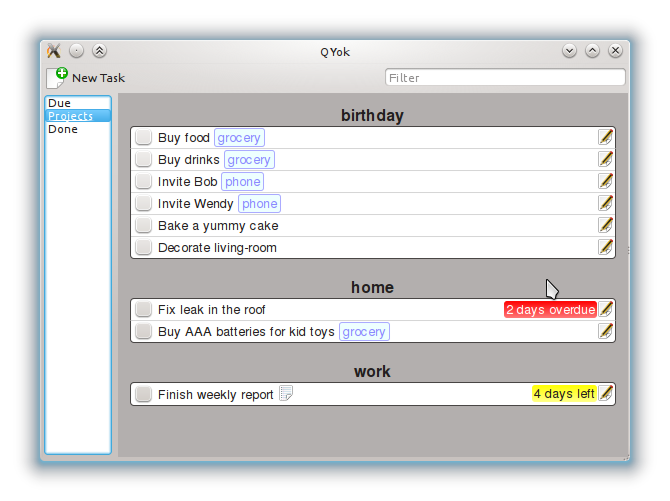 QYok
New Task
Filter
Due
Projects
Done
birthday
Buy food grocery
Buy drinks grocery
Invite Bob phone
Invite Wendy phone
Bake a yummy cake
Decorate living-room
home
Fix leak in the roof 2 days overdue
Buy AAA batteries for kid toys grocery
work
Finish weekly report 4 days left